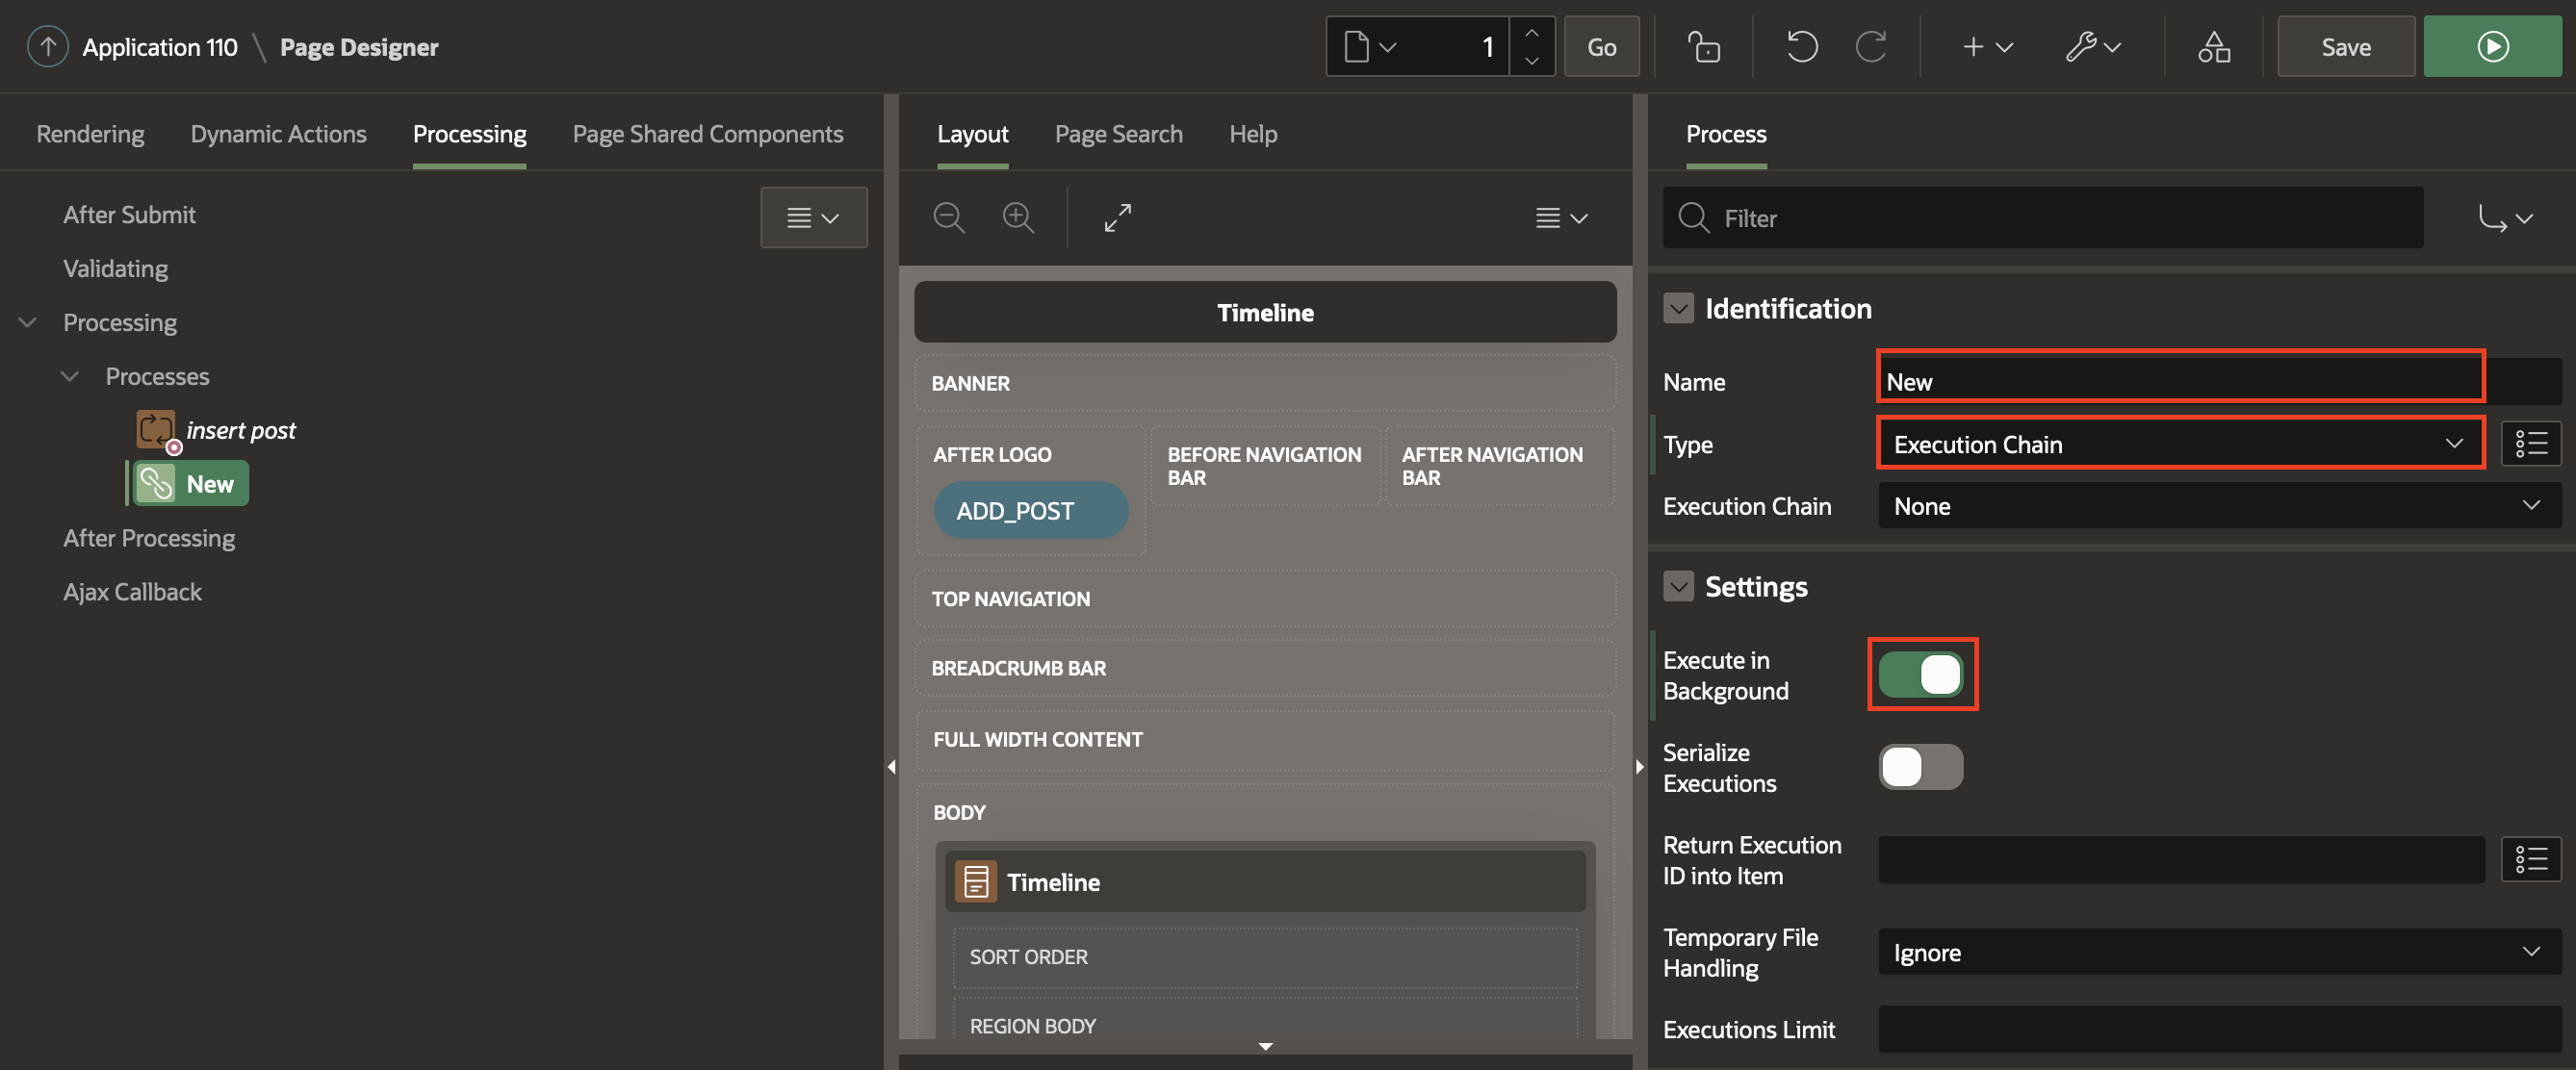 Application 110 \ Page Designer
1
Go
Save
Rendering
Dynamic Actions
Processing
Page Shared Components
After Submit
Validating
Processing
Processes
insert post
New
After Processing
Ajax Callback
Layout
Page Search
Help
Timeline
BANNER
AFTER LOGO
ADD_POST
BEFORE NAVIGATION
BAR
AFTER NAVIGATION
BAR
TOP NAVIGATION
BREADCRUMB BAR
FULL WIDTH CONTENT
BODY
Timeline
SORT ORDER
REGION BODY
Process
Filter
Identification
Name
New
Type
Execution Chain
Execution Chain
None
Settings
Execute in
Background
Serialize
Executions
Return Execution
ID into Item
Temporary File
Handling
Ignore
Executions Limit